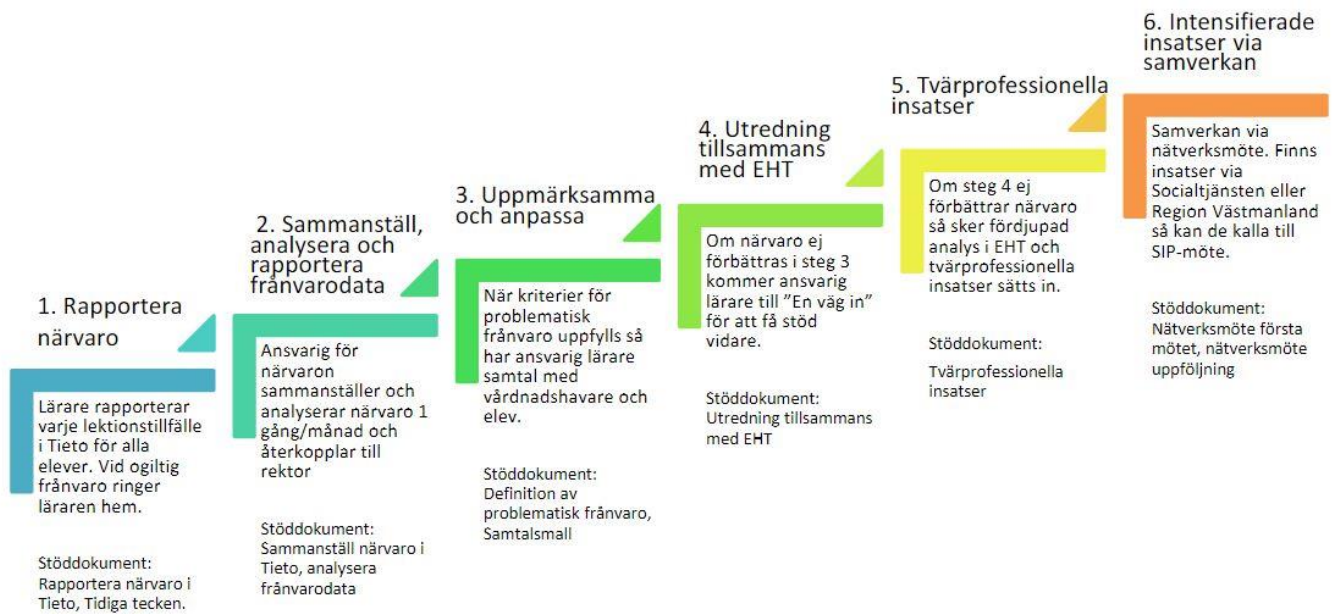 1. Rapportera
närvaro
Lärare rapporterar
varje lektionstillfälle
i Tieto för alla
elever. Vid ogiltig
frånvaro ringer
läraren hem.
Stöddokument:
Rapportera närvaro i
Tieto, Tidiga tecken.
2. Sammanställ,
analysera och
rapportera
frånvarodata
Ansvarig för
närvaron
sammanställer och
analyserar närvaro 1
gång/månad och
återkopplar till
rektor
Stöddokument:
Sammanställ närvaro i
Tieto, analysera
frånvarodata
3. Uppmärksamma
och anpassa
När kriterier för
problematisk
frånvaro uppfylls så
har ansvarig lärare
samtal med
vårdnadshavare och
elev.
Stöddokument:
Definition av
problematisk frånvaro,
Samtalsmall
4. Utredning
tillsammans
med EHT
Om närvaro ej
förbättras i steg 3
kommer ansvarig
lärare till ”En väg in”
för att få stöd
vidare.
Stöddokument:
Utredning tillsammans
med EHT
5. Tvärprofessionella
insatser
Om steg 4 ej
förbättrar närvaro
så sker fördjupad
analys i EHT och
tvärprofessionella
insatser sätts in.
Stöddokument:
Tvärprofessionella
insatser
6. Intensifierade
insatser via
samverkan
Samverkan via
nätverksmöte. Finns
insatser via
Socialtjänsten eller
Region Västmanland
så kan de kalla till
SIP-möte.
Stöddokument:
Nätverksmöte första
mötet, nätverksmöte
uppföljning